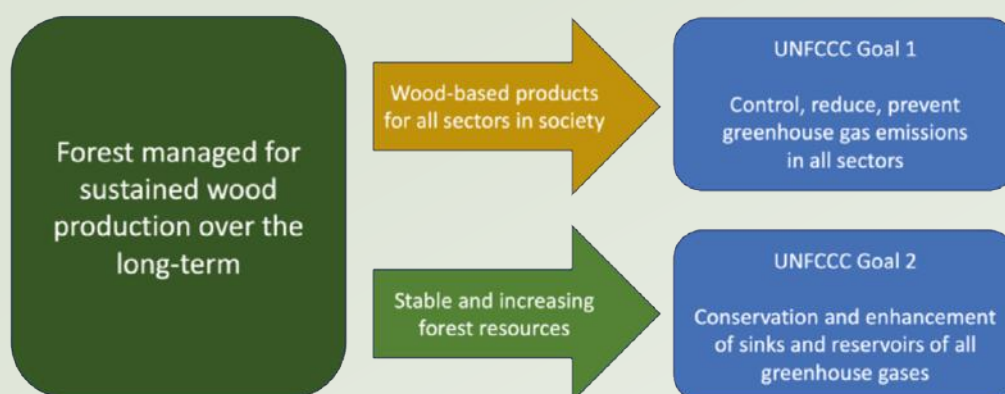 Forest managed for
sustained wood
production over the
long-term
Wood-based products
for all sectors in society
Stable and increasing
forest resources
UNFCCC Goal 1
Control, reduce, prevent
greenhouse gas emissions
in all sectors
UNFCCC Goal 2
Conservation and enhancement
of sinks and reservoirs of all
greenhouse gases